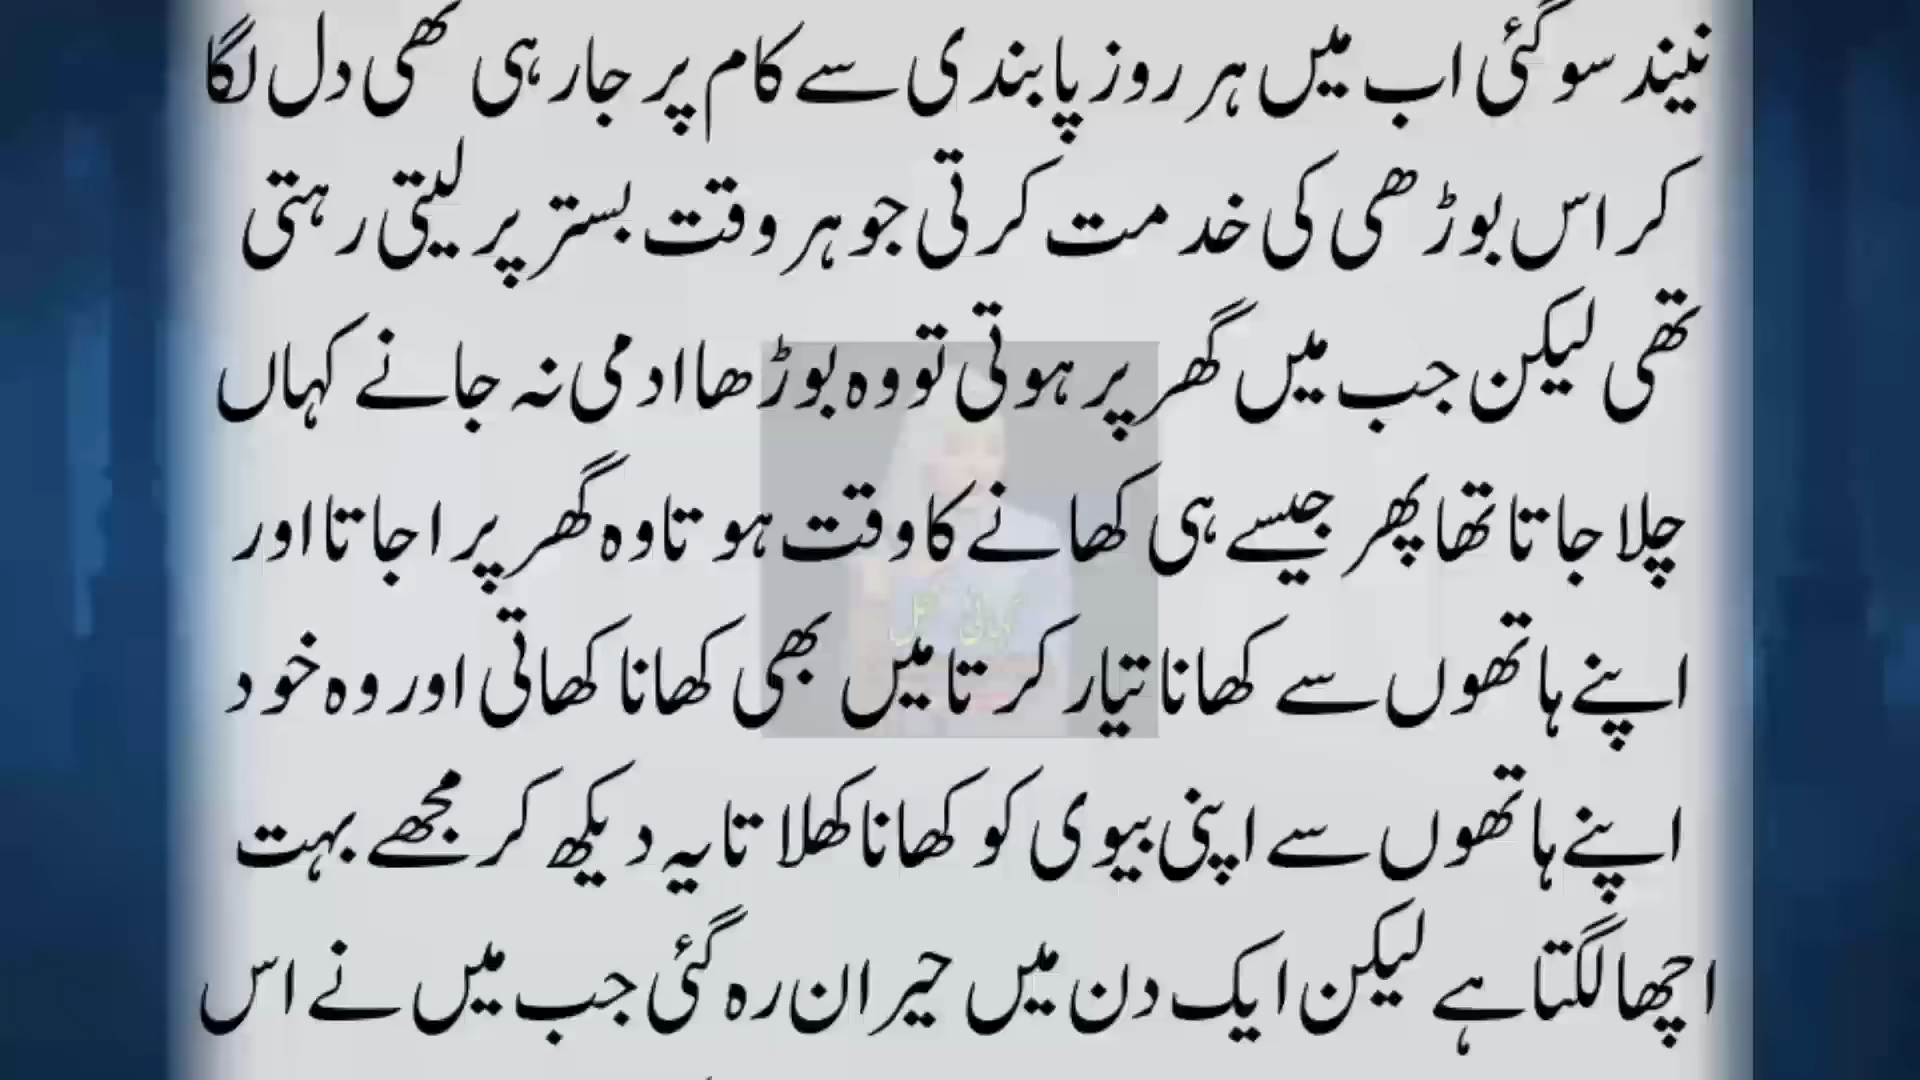 نیند سو گئی اب میں ہر روز پابندی سے کام پر جا رہی تھی دل لگا
کر اس بوڑھی کی خدمت کرتی جو ہر وقت بستر پر لیتی رہتی
تھی لیکن جب میں گھر پر ہوتی تو وہ بوڑھا ادمی نہ جانے کہاں
چلا جاتا تھا پھر جیسے ہی کھانے کا وقت ہوتا وہ گھر پر اجاتا اور
اپنے ہاتھوں سے کھانا تیار کرتا میں بھی کھانا کھاتی اور وہ خود
اپنے ہاتھوں سے اپنی بیوی کو کھانا کھلاتا یہ دیکھ کر مجھے بہت
اچھا لگتا ہے لیکن ایک دن میں حیران رہ گئی جب میں نے اس